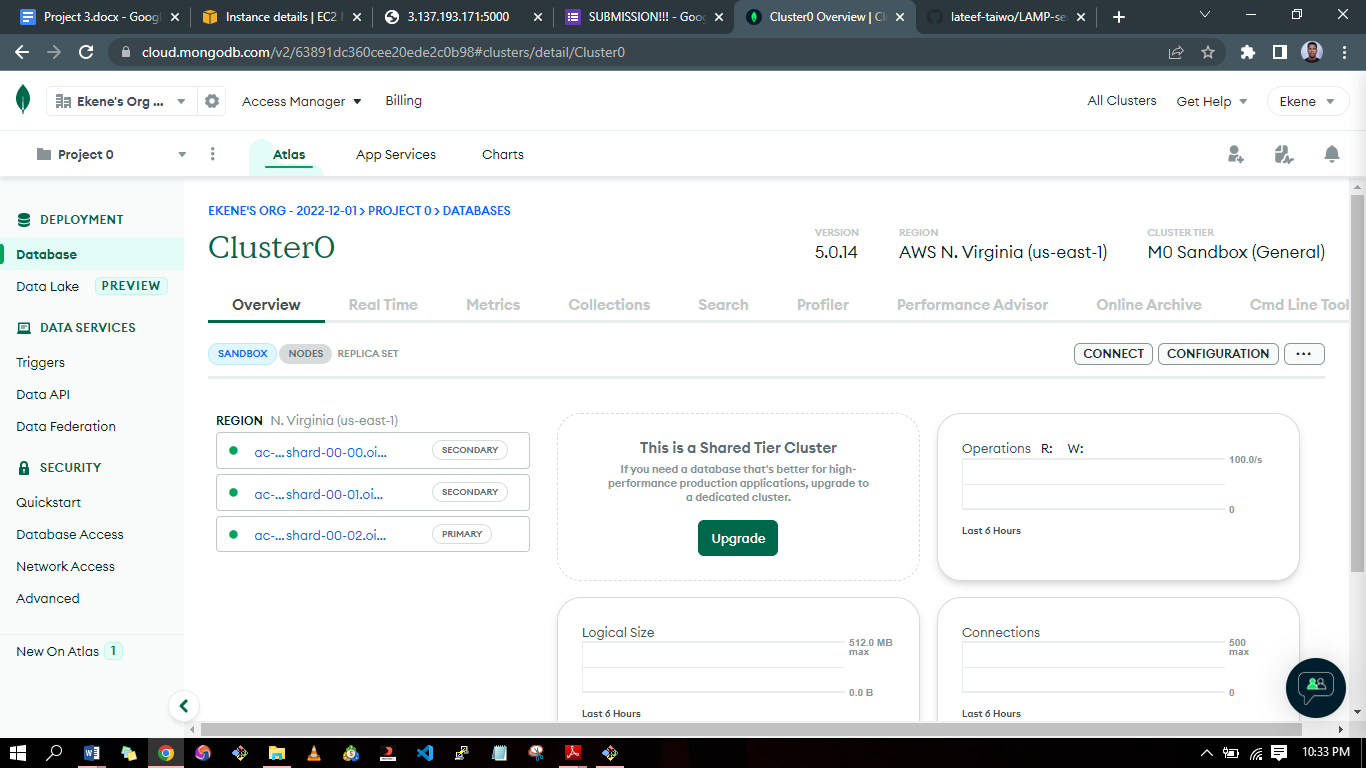 Project 3.docx - Goog
Instance details | EC2
3.137.193.171:5000
SUBMISSION!!! - Goog
Cluster0 Overview | Cl
lateef-taiwo/LAMP-se
cloud.mongodb.com/v2/63891dc360cee20ede2c0b98#clusters/detail/Cluster0
Ekene's Org ...
Access Manager
Billing
All Clusters
Get Help
Ekene
Project 0
Atlas
App Services
Charts
DEPLOYMENT
Database
Data Lake PREVIEW
DATA SERVICES
Triggers
Data API
Data Federation
SECURITY
Quickstart
Database Access
Network Access
Advanced
New On Atlas 1
EKENE'S ORG - 2022-12-01 > PROJECT 0 > DATABASES
Cluster0
VERSION
5.0.14
REGION
AWS N. Virginia (us-east-1)
CLUSTER TIER
M0 Sandbox (General)
Overview
Real Time
Metrics
Collections
Search
Profiler
Performance Advisor
Online Archive
Cmd Line Tool
SANDBOX
NODES
REPLICA SET
CONNECT
CONFIGURATION
...
REGION N. Virginia (us-east-1)
ac-...shard-00-00.oi... SECONDARY
ac-...shard-00-01.oi... SECONDARY
ac-...shard-00-02.oi... PRIMARY
This is a Shared Tier Cluster
If you need a database that's better for high-
performance production applications, upgrade to
a dedicated cluster.
Upgrade
Operations R: W:
100.0/s
0
Last 6 Hours
Logical Size
512.0 MB
max
0.0 B
Last 6 Hours
Connections
500
max
0
Last 6 Hours
10:33 PM